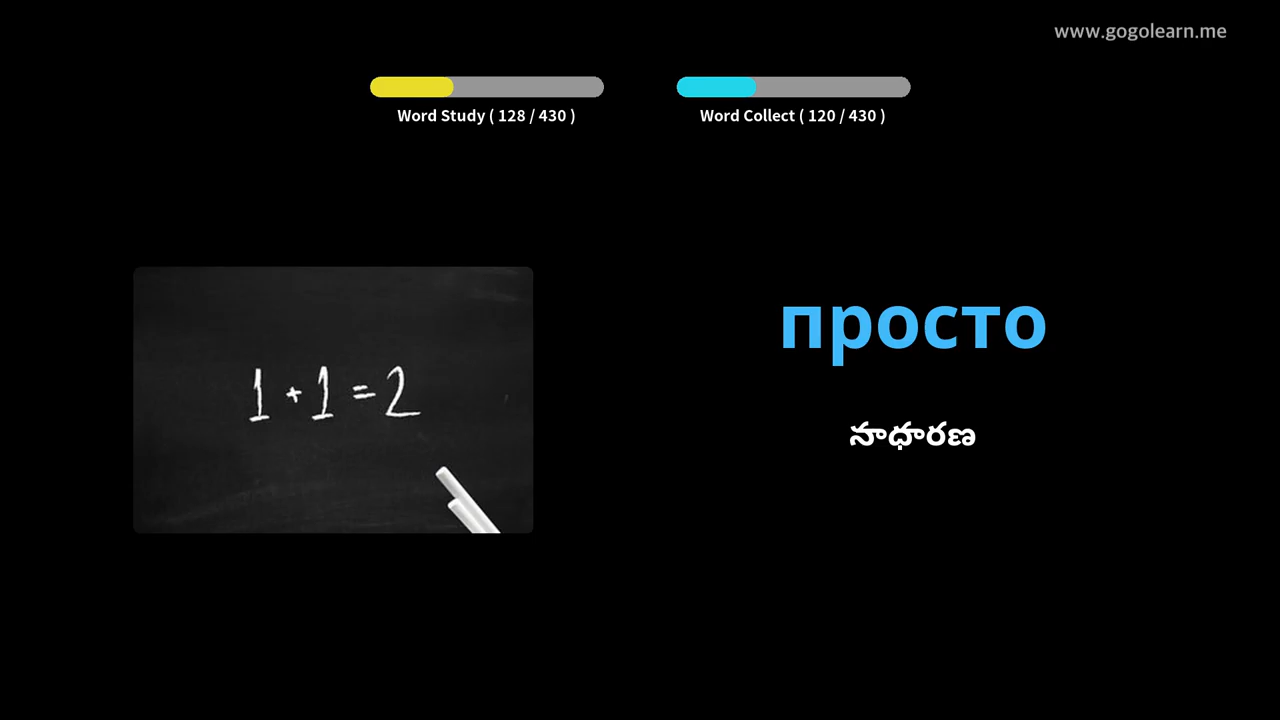 www.gogolearn.me
Word Study ( 128 / 430 )
Word Collect ( 120 / 430 )
1 + 1 = 2
просто
సాధారణ